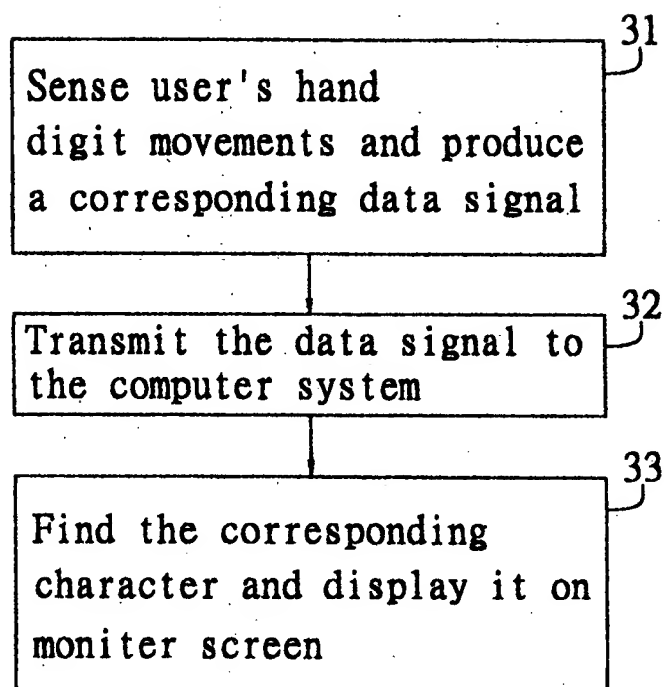 31
Sense user's hand
digit movements and produce
a corresponding data signal
32
Transmit the data signal to
the computer system
33
Find the corresponding
character and display it on
moniter screen